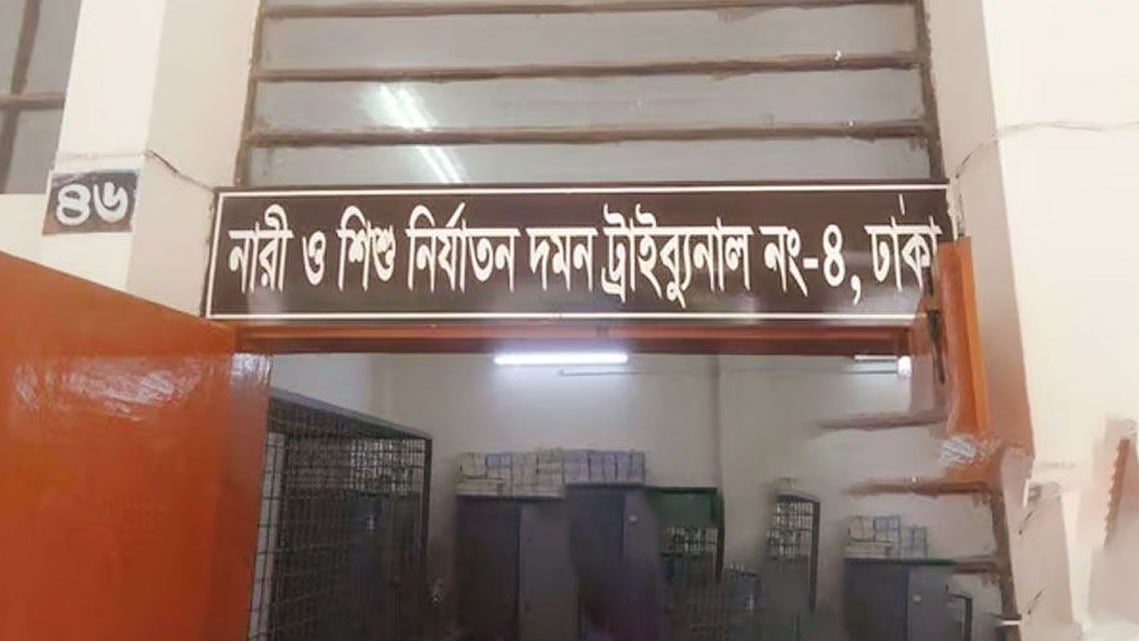 ৪৬
নারী ও শিশু নির্যাতন দমন ট্রাইব্যুনাল নং-৪, ঢাকা